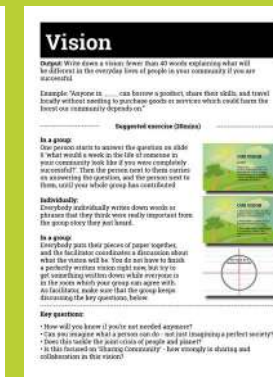 Vision
Output: Write down a vision: fewer than 40 words explaining what will
be different in the everyday lives of people in your community if you are
successful.
Example: "Anyone in ____ can borrow a product, share their skills, and travel
locally without needing to purchase goods or services which could harm the
forest our community depends on."
Suggested exercise (20mins)
In a group:
One person starts to answer the question on slide
6 'what would a week in the life of someone in
your community look like if you were completely
successful?'. Then the person next to them carries
on answering the question, and the person next to
them, until your whole group has contributed
Individually:
Everybody individually writes down words or
phrases that they think were really important from
the group story they just heard.
In a group:
Everybody puts their pieces of paper together,
and the facilitator coordinates a discussion about
what the vision will be. You do not have to finish
a perfectly written vision right now, but try to
get something written down while everyone is
in the room which your group can agree with.
As facilitator, make sure that the group keeps
discussing the key questions, below.
Key questions:
• How will you know if you're not needed anymore?
• Can you imagine what a person can do - not just imagining a perfect society?
• Does this tackle the joint crisis of people and planet?
• Is this focused on 'Sharing Community' - how strongly is sharing and
collaboration in this vision?